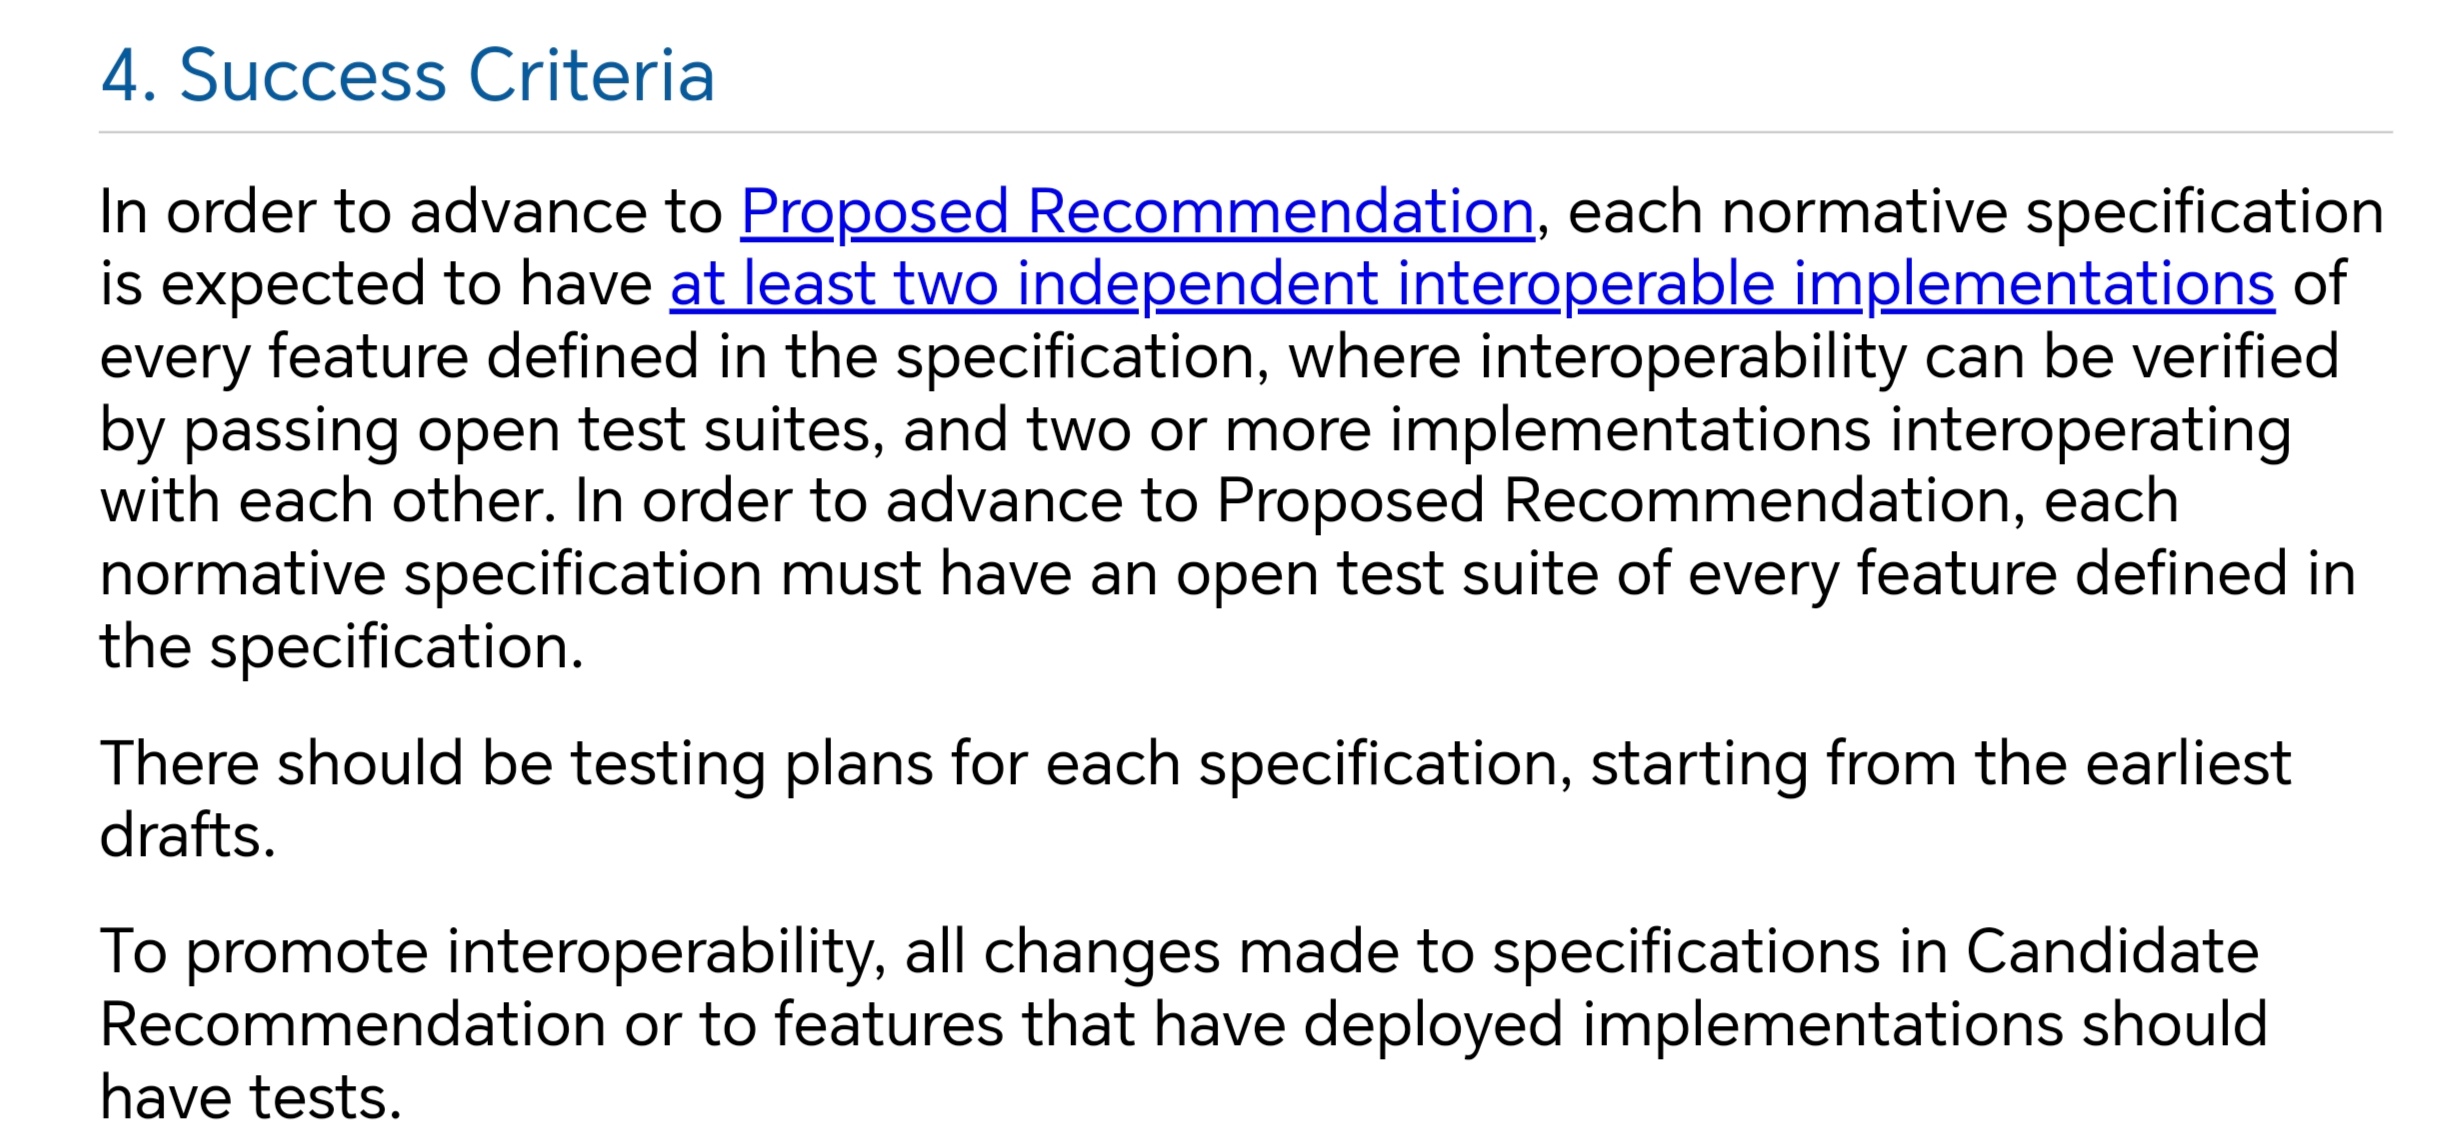 4. Success Criteria
In order to advance to Proposed Recommendation, each normative specification
is expected to have at least two independent interoperable implementations of
every feature defined in the specification, where interoperability can be verified
by passing open test suites, and two or more implementations interoperating
with each other. In order to advance to Proposed Recommendation, each
normative specification must have an open test suite of every feature defined in
the specification.
There should be testing plans for each specification, starting from the earliest
drafts.
To promote interoperability, all changes made to specifications in Candidate
Recommendation or to features that have deployed implementations should
have tests.